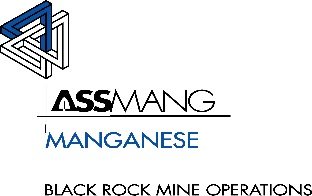 ASSMANG
MANGANESE
BLACK ROCK MINE OPERATIONS